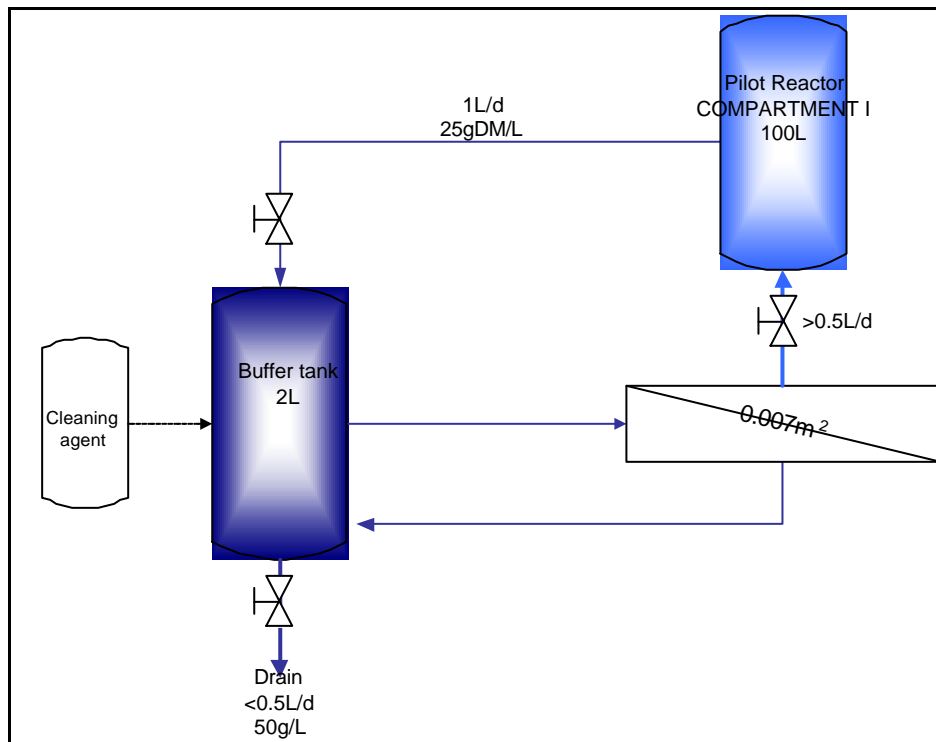 Pilot Reactor
COMPARTMENT I
100L
1L/d
25gDM/L
>0.5L/d
Buffer tank
2L
Cleaning
agent
0.007m²
Drain
<0.5L/d
50g/L